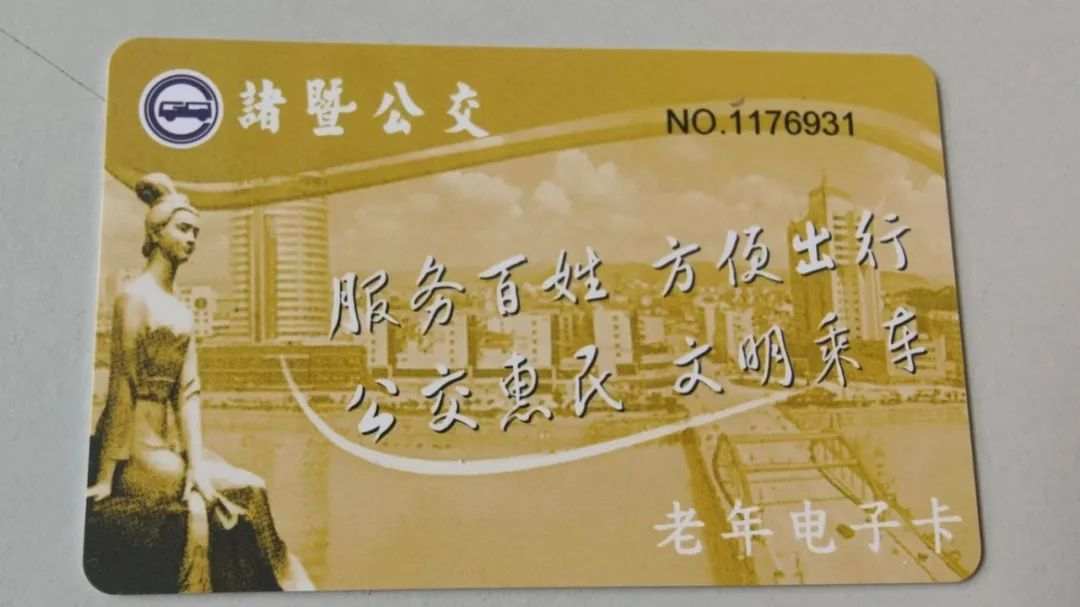 諸暨公交
NO.1176931
服务百姓 方便出行
公交惠民 文明乘车
老年电子卡